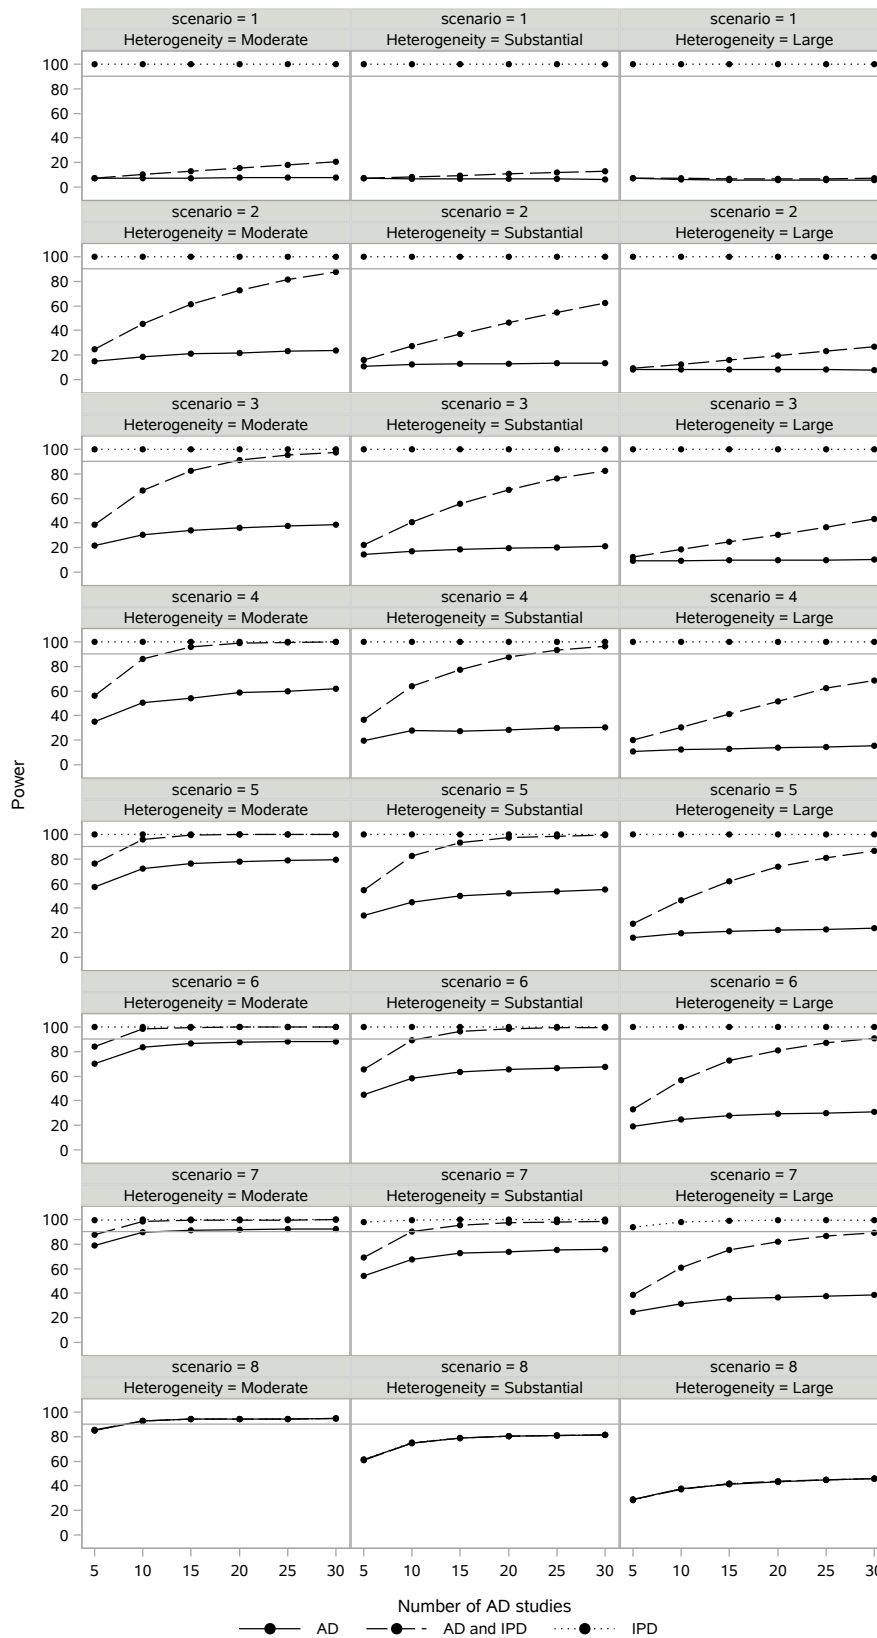 scenario = 1 scenario = 1 scenario = 1
Heterogeneity = Moderate Heterogeneity = Substantial Heterogeneity = Large
100
80
60
40
20
0
scenario = 2 scenario = 2 scenario = 2
Heterogeneity = Moderate Heterogeneity = Substantial Heterogeneity = Large
100
80
60
40
20
0
scenario = 3 scenario = 3 scenario = 3
Heterogeneity = Moderate Heterogeneity = Substantial Heterogeneity = Large
100
80
60
40
20
0
scenario = 4 scenario = 4 scenario = 4
Heterogeneity = Moderate Heterogeneity = Substantial Heterogeneity = Large
100
80
60
40
20
0
Power
scenario = 5 scenario = 5 scenario = 5
Heterogeneity = Moderate Heterogeneity = Substantial Heterogeneity = Large
100
80
60
40
20
0
scenario = 6 scenario = 6 scenario = 6
Heterogeneity = Moderate Heterogeneity = Substantial Heterogeneity = Large
100
80
60
40
20
0
scenario = 7 scenario = 7 scenario = 7
Heterogeneity = Moderate Heterogeneity = Substantial Heterogeneity = Large
100
80
60
40
20
0
scenario = 8 scenario = 8 scenario = 8
Heterogeneity = Moderate Heterogeneity = Substantial Heterogeneity = Large
100
80
60
40
20
0
5 10 15 20 25 30 5 10 15 20 25 30 5 10 15 20 25 30
Number of AD studies
AD AD and IPD IPD